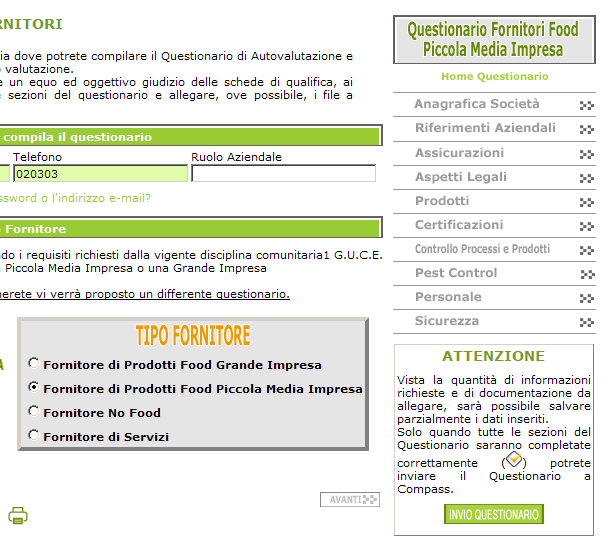 RNITORI
ia dove potrete compilare il Questionario di Autovalutazione e
valutazione.
e un equo ed oggettivo giudizio delle schede di qualifica, ai
sezioni del questionario e allegare, ove possibile, i file a
compila il questionario
Telefono Ruolo Aziendale
020303
ssword o l'indirizzo e-mail?
Fornitore
ndo i requisiti richiesti dalla vigente disciplina comunitaria1 G.U.C.E.
Piccola Media Impresa o una Grande Impresa
nerete vi verrà proposto un differente questionario.
TIPO FORNITORE
A
Fornitore di Prodotti Food Grande Impresa
Fornitore di Prodotti Food Piccola Media Impresa
Fornitore No Food
Fornitore di Servizi
AVANTI
Questionario Fornitori Food
Piccola Media Impresa
Home Questionario
Anagrafica Società
Riferimenti Aziendali
Assicurazioni
Aspetti Legali
Prodotti
Certificazioni
Controllo Processi e Prodotti
Pest Control
Personale
Sicurezza
ATTENZIONE
Vista la quantità di informazioni
richieste e di documentazione da
allegare, sarà possibile salvare
parzialmente i dati inseriti.
Solo quando tutte le sezioni del
Questionario saranno completate
correttamente ( ) potrete
inviare il Questionario a
Compass.
INVIO QUESTIONARIO